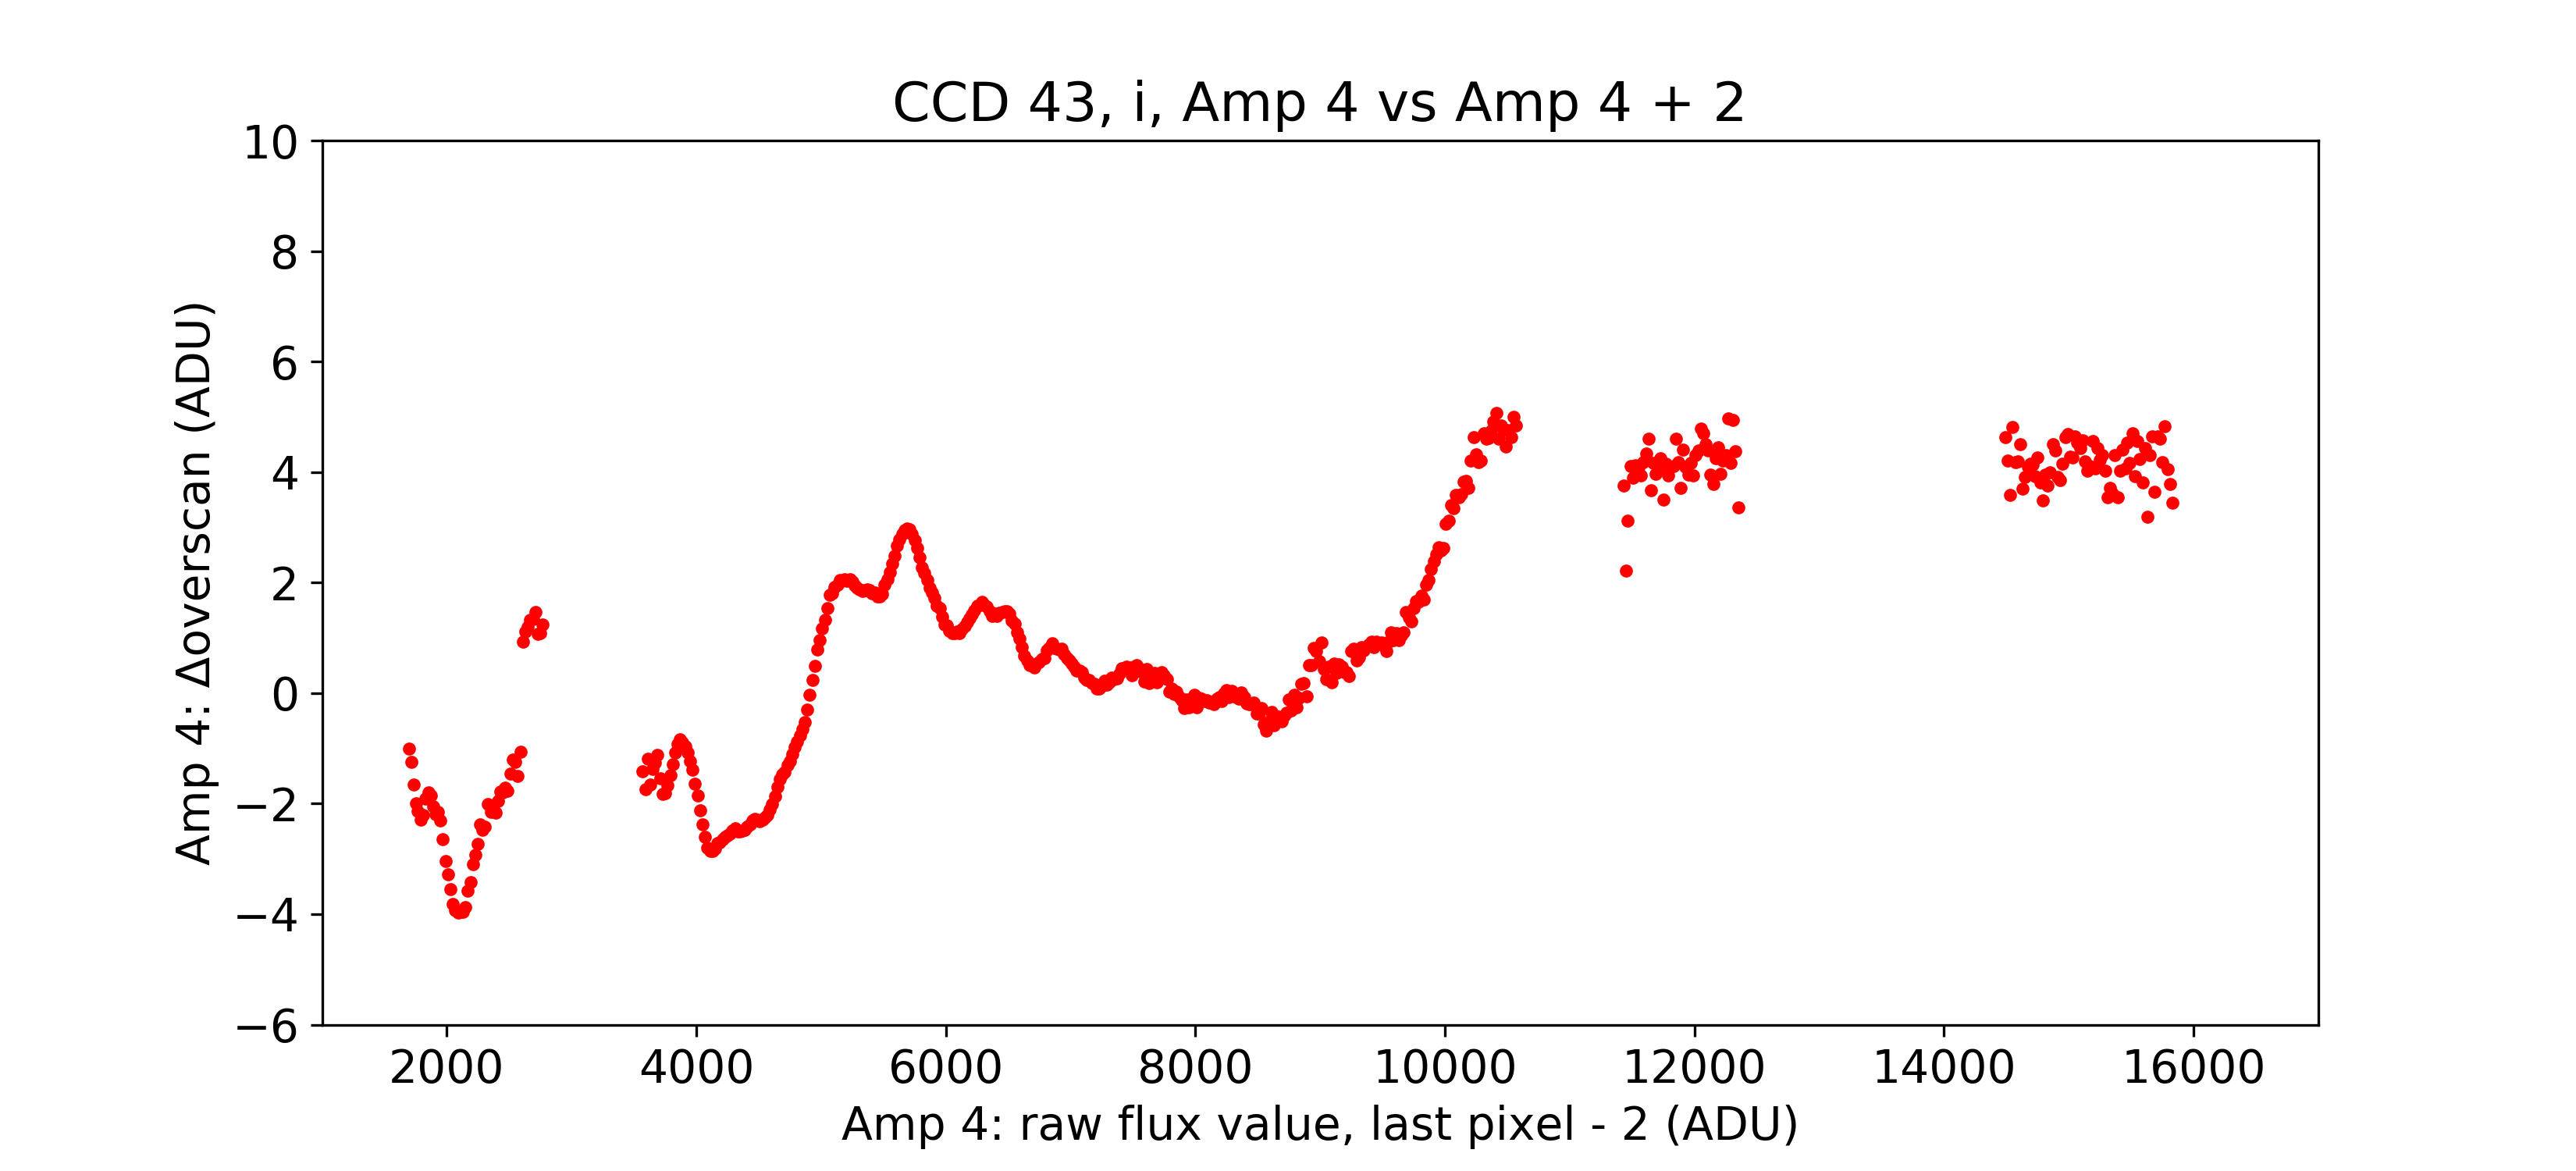 CCD 43, i, Amp 4 vs Amp 4 + 2
10
8
6
4
2
0
−2
−4
−6
Amp 4: Δoverscan (ADU)
2000 4000 6000 8000 10000 12000 14000 16000
Amp 4: raw flux value, last pixel - 2 (ADU)